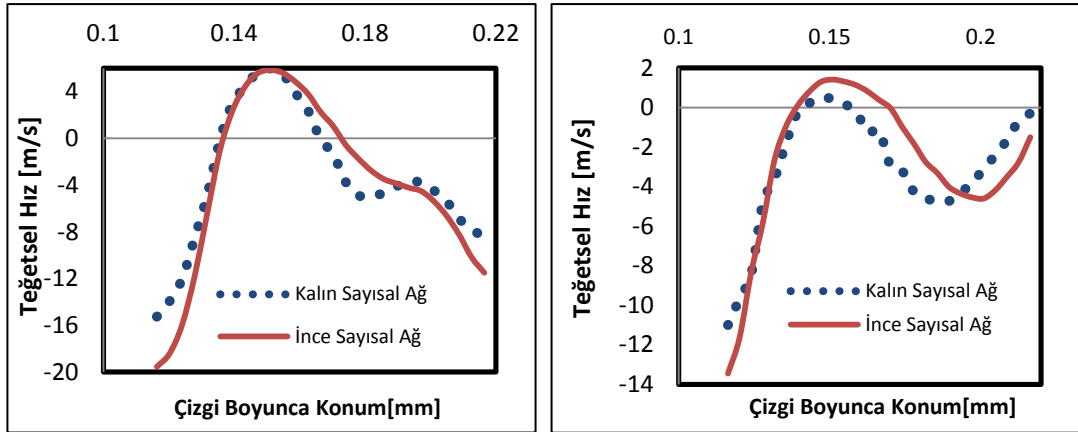 0.1 0.14 0.18 0.22
4
0
-4
-8
-12
-16
-20
Teğetsel Hız [m/s]
Kalın Sayısal Ağ
İnce Sayısal Ağ
Çizgi Boyunca Konum[mm]
0.1 0.15 0.2
2
0
-2
-4
-6
-8
-10
-12
-14
Teğetsel Hız [m/s]
Kalın Sayısal Ağ
İnce Sayısal Ağ
Çizgi Boyunca Konum[mm]